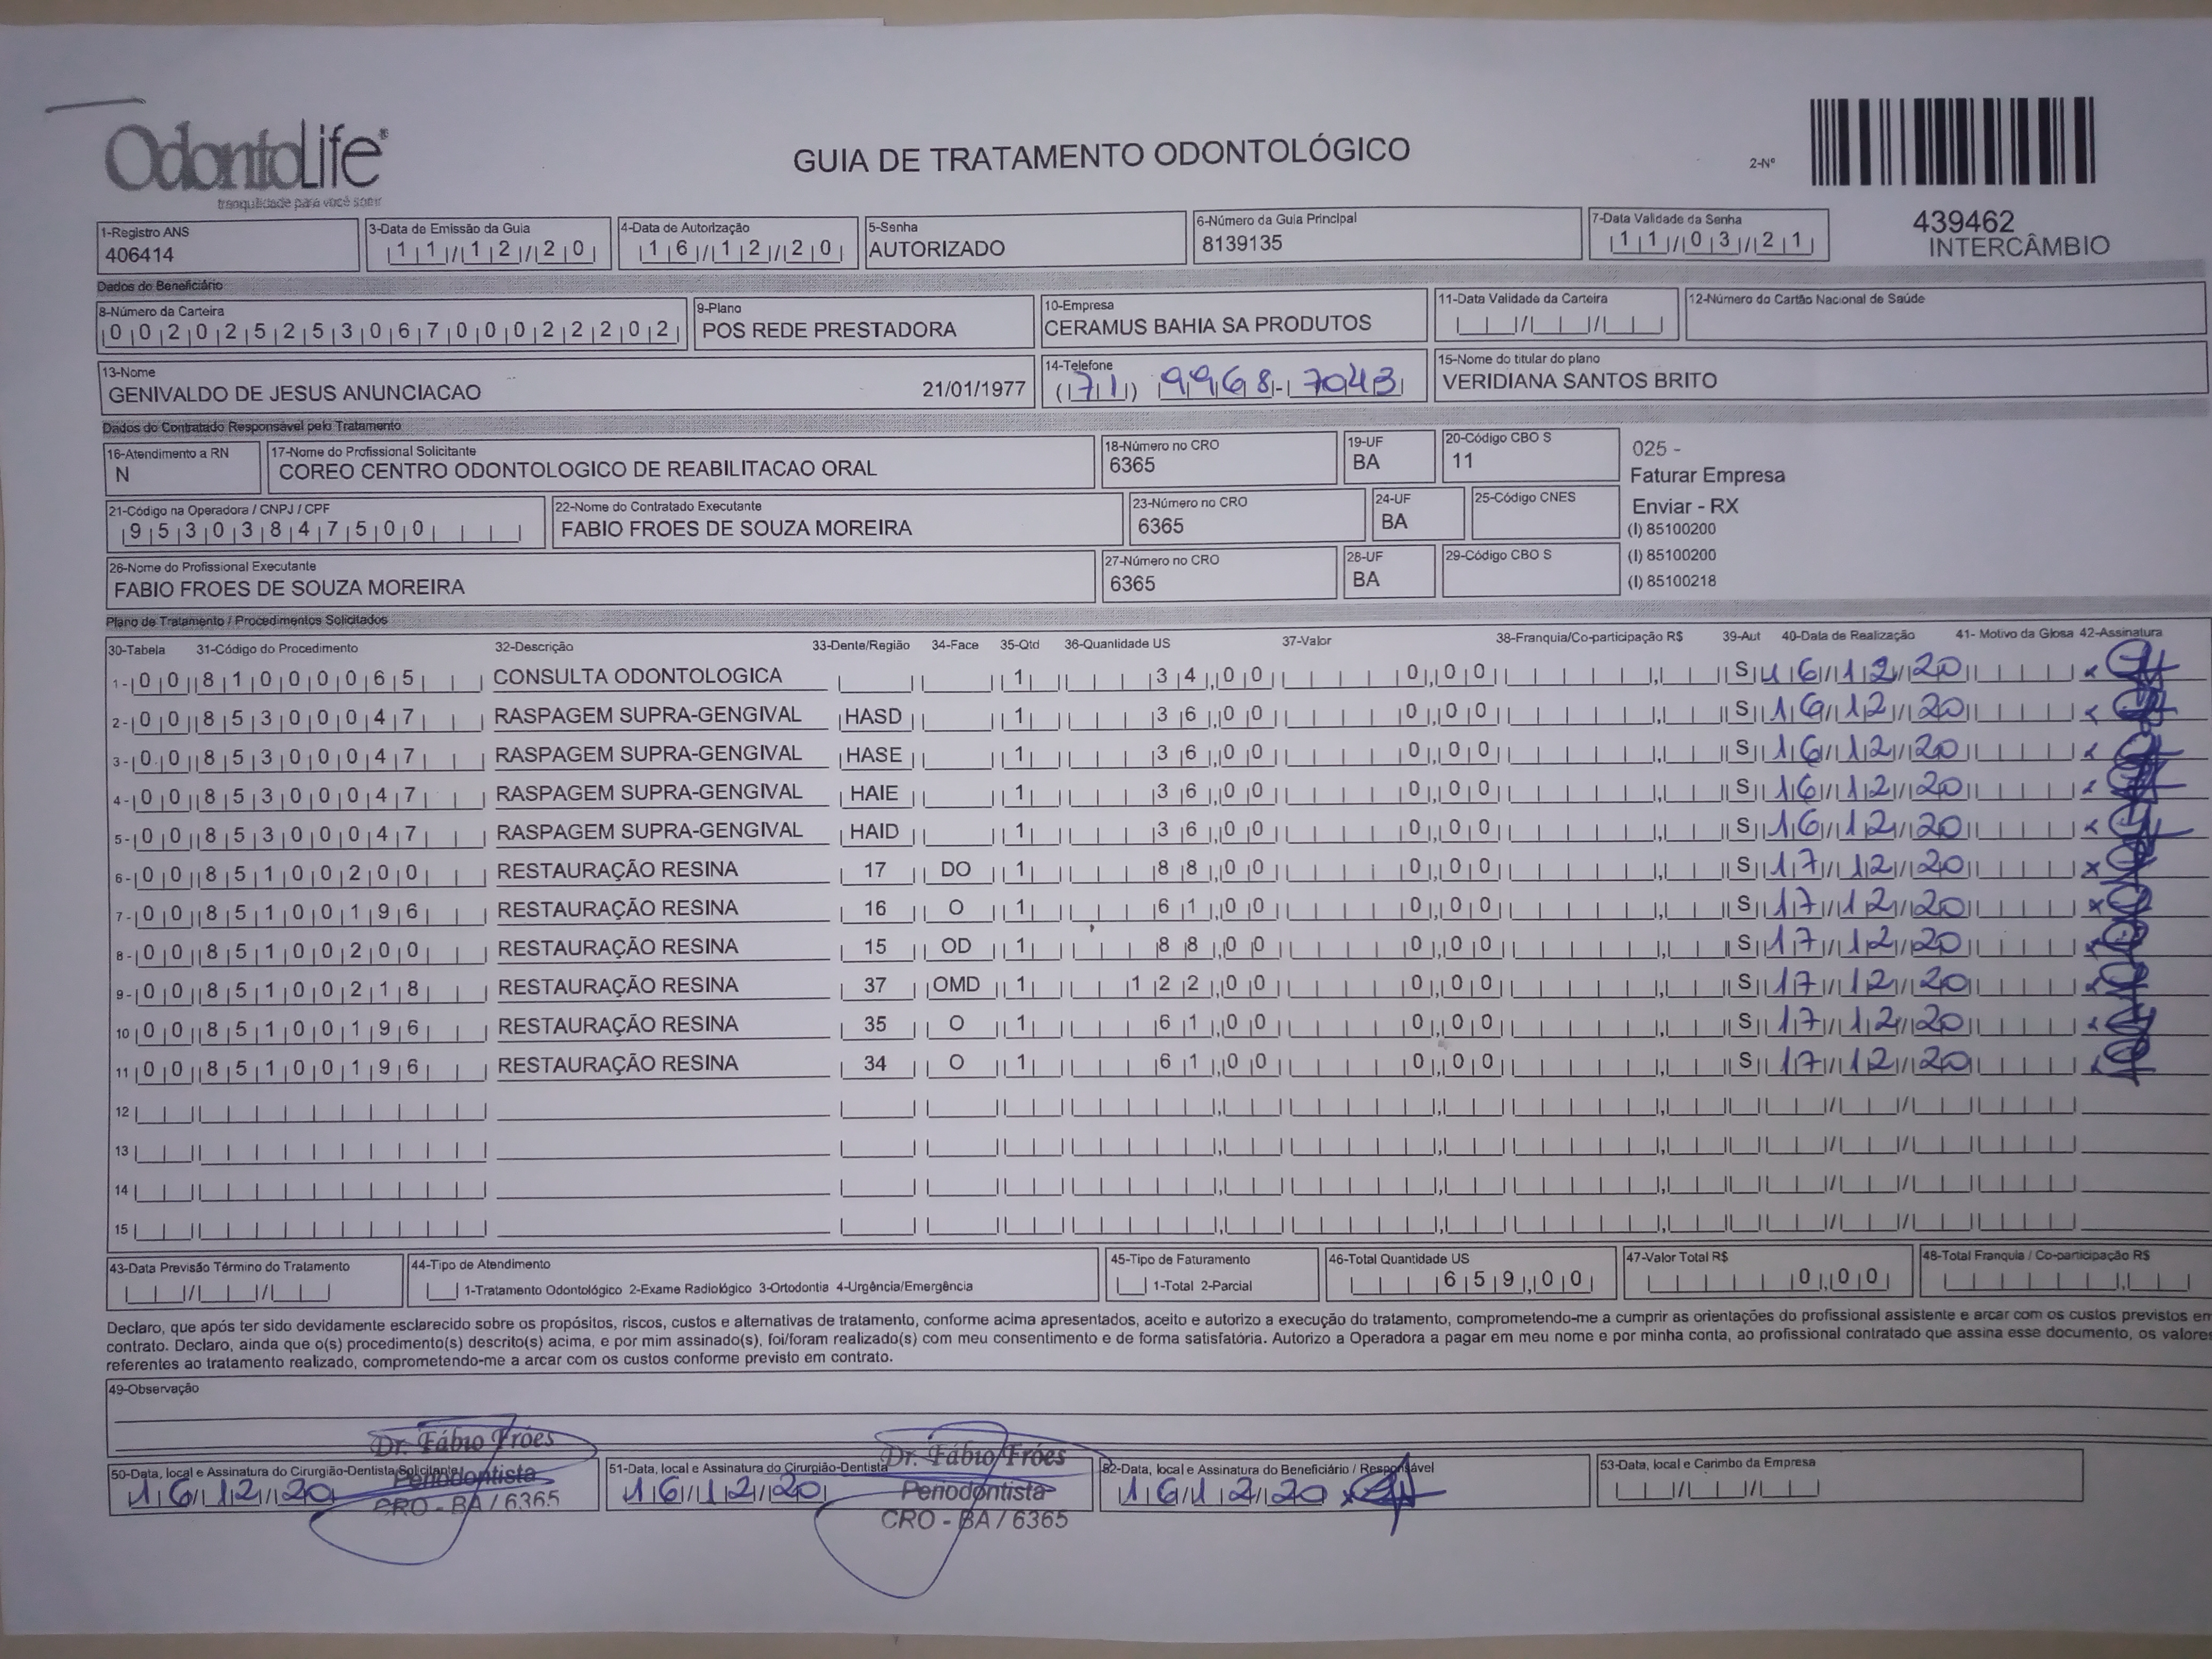 OdontoLife®
tranquilidade para você sorrir
GUIA DE TRATAMENTO ODONTOLÓGICO
2-Nº
439462
INTERCÂMBIO
1-Registro ANS
406414
3-Data de Emissão da Guia
11/12/20
4-Data de Autorização
16/12/20
5-Senha
AUTORIZADO
6-Número da Guia Principal
8139135
7-Data Validade da Senha
11/03/21
Dados do Beneficiário
8-Número da Carteira
00202525306700022202
9-Plano
POS REDE PRESTADORA
10-Empresa
CERAMUS BAHIA SA PRODUTOS
11-Data Validade da Carteira
12-Número do Cartão Nacional de Saúde
13-Nome
GENIVALDO DE JESUS ANUNCIACAO 21/01/1977
14-Telefone
(71) 9968-7043
15-Nome do titular do plano
VERIDIANA SANTOS BRITO
Dados do Contratado Responsável pelo Tratamento
16-Atendimento a RN
N
17-Nome do Profissional Solicitante
COREO CENTRO ODONTOLOGICO DE REABILITACAO ORAL
18-Número no CRO
6365
19-UF
BA
20-Código CBO S
11
025 -
Faturar Empresa
Enviar - RX
(I) 85100200
(I) 85100200
(I) 85100218
21-Código na Operadora / CNPJ / CPF
95303847500
22-Nome do Contratado Executante
FABIO FROES DE SOUZA MOREIRA
23-Número no CRO
6365
24-UF
BA
25-Código CNES
26-Nome do Profissional Executante
FABIO FROES DE SOUZA MOREIRA
27-Número no CRO
6365
28-UF
BA
29-Código CBO S
Plano de Tratamento / Procedimentos Solicitados
30-Tabela 31-Código do Procedimento 32-Descrição 33-Dente/Região 34-Face 35-Qtd 36-Quantidade US 37-Valor 38-Franquia/Co-participação R$ 39-Aut 40-Data de Realização 41- Motivo da Glosa 42-Assinatura
1- 00 81000065 CONSULTA ODONTOLOGICA 1 34,00 0,00 S 16/12/20
2- 00 85300047 RASPAGEM SUPRA-GENGIVAL HASD 1 36,00 0,00 S 16/12/20
3- 00 85300047 RASPAGEM SUPRA-GENGIVAL HASE 1 36,00 0,00 S 16/12/20
4- 00 85300047 RASPAGEM SUPRA-GENGIVAL HAIE 1 36,00 0,00 S 16/12/20
5- 00 85300047 RASPAGEM SUPRA-GENGIVAL HAID 1 36,00 0,00 S 16/12/20
6- 00 85100200 RESTAURAÇÃO RESINA 17 DO 1 88,00 0,00 S 17/12/20
7- 00 85100196 RESTAURAÇÃO RESINA 16 O 1 61,00 0,00 S 17/12/20
8- 00 85100200 RESTAURAÇÃO RESINA 15 OD 1 88,00 0,00 S 17/12/20
9- 00 85100218 RESTAURAÇÃO RESINA 37 OMD 1 122,00 0,00 S 17/12/20
10 00 85100196 RESTAURAÇÃO RESINA 35 O 1 61,00 0,00 S 17/12/20
11 00 85100196 RESTAURAÇÃO RESINA 34 O 1 61,00 0,00 S 17/12/20
12
13
14
15
43-Data Previsão Término do Tratamento
44-Tipo de Atendimento
1-Tratamento Odontológico 2-Exame Radiológico 3-Ortodontia 4-Urgência/Emergência
45-Tipo de Faturamento
1-Total 2-Parcial
46-Total Quantidade US
659,00
47-Valor Total R$
0,00
48-Total Franquia / Co-participação R$
Declaro, que após ter sido devidamente esclarecido sobre os propósitos, riscos, custos e alternativas de tratamento, conforme acima apresentados, aceito e autorizo a execução do tratamento, comprometendo-me a cumprir as orientações do profissional assistente e arcar com os custos previstos em
contrato. Declaro, ainda que o(s) procedimento(s) descrito(s) acima, e por mim assinado(s), foi/foram realizado(s) com meu consentimento e de forma satisfatória. Autorizo a Operadora a pagar em meu nome e por minha conta, ao profissional contratado que assina esse documento, os valores
referentes ao tratamento realizado, comprometendo-me a arcar com os custos conforme previsto em contrato.
49-Observação
50-Data, local e Assinatura do Cirurgião-Dentista Solicitante
16/12/20
Dr. Fábio Fróes
Periodontista
CRO - BA / 6365
51-Data, local e Assinatura do Cirurgião-Dentista
16/12/20
Dr. Fábio Fróes
Periodontista
CRO - BA / 6365
52-Data, local e Assinatura do Beneficiário / Responsável
16/12/20
53-Data, local e Carimbo da Empresa